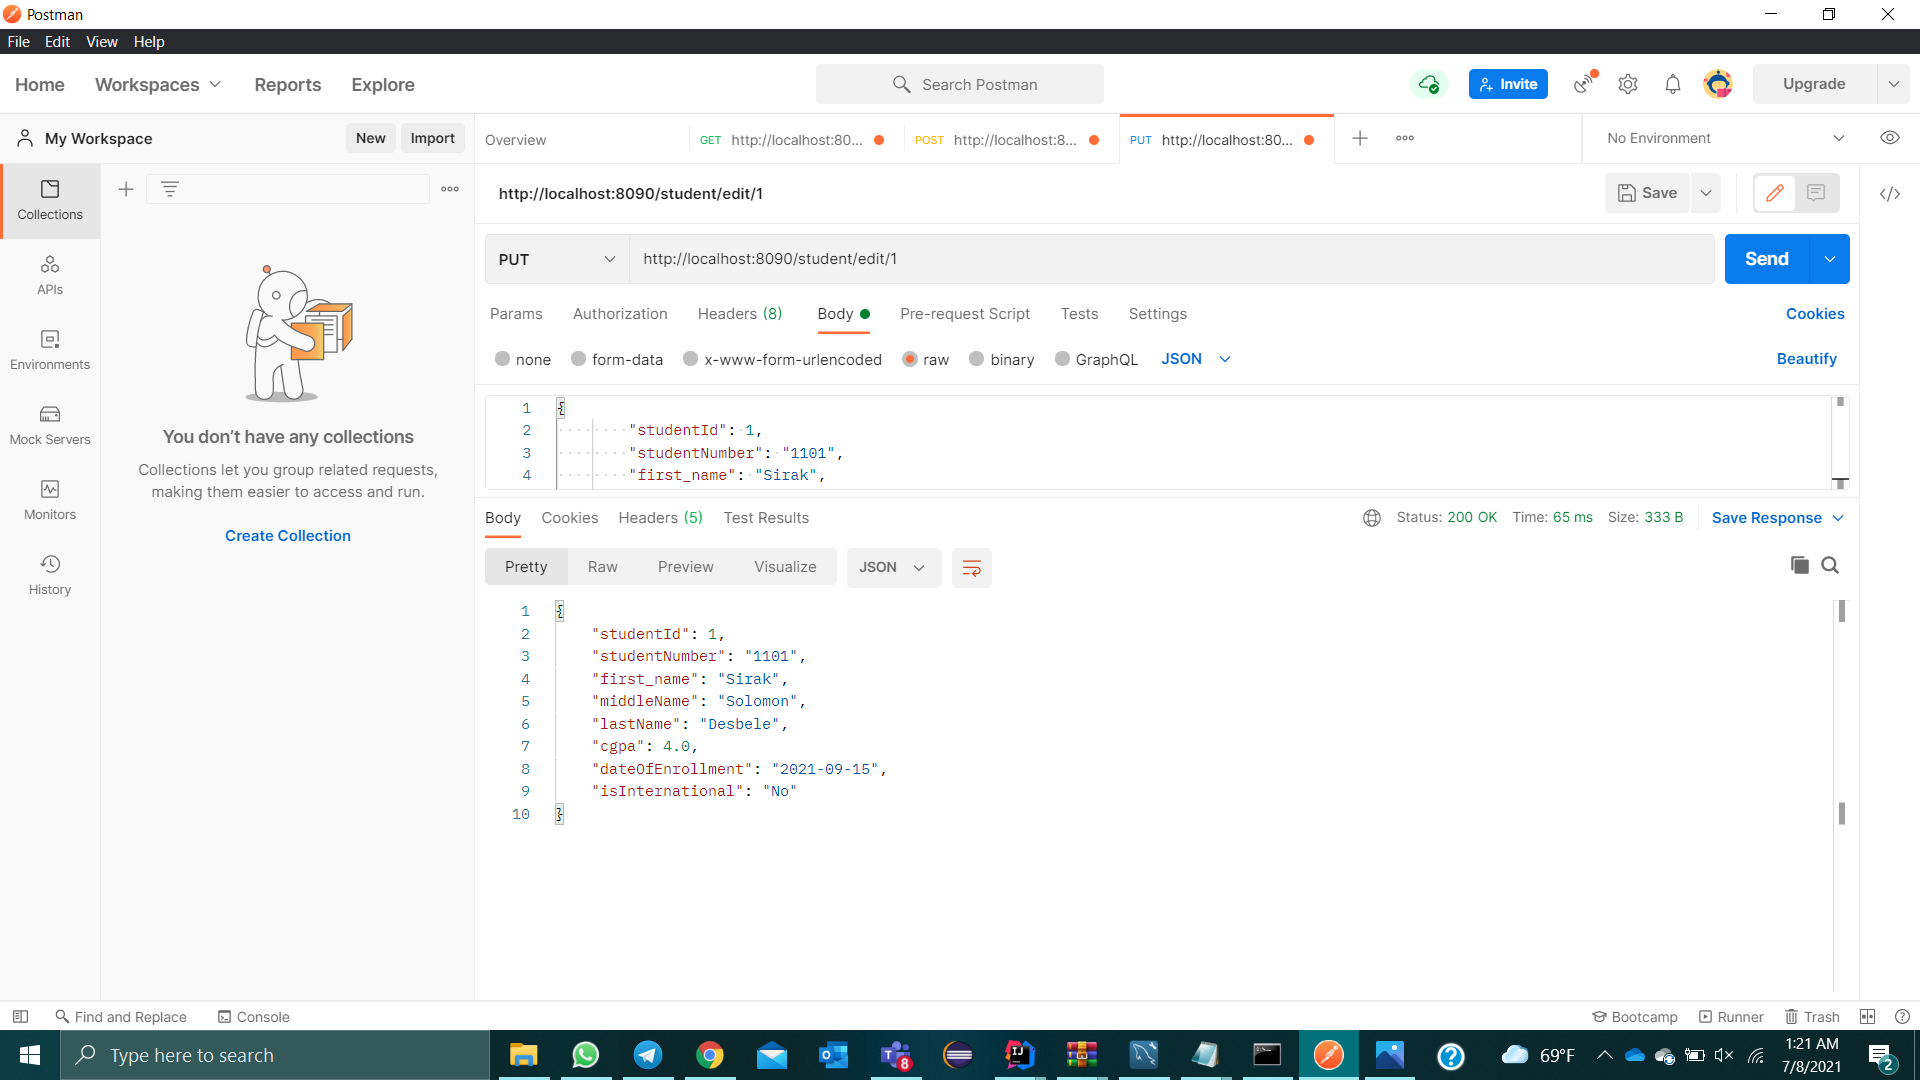 Postman
File Edit View Help
Home Workspaces Reports Explore Search Postman Invite Upgrade
My Workspace New Import Overview GET http://localhost:80... POST http://localhost:8... PUT http://localhost:80... No Environment
http://localhost:8090/student/edit/1 Save
PUT http://localhost:8090/student/edit/1 Send
Params Authorization Headers (8) Body Pre-request Script Tests Settings Cookies
none form-data x-www-form-urlencoded raw binary GraphQL JSON Beautify
1 {
2 "studentId": 1,
3 "studentNumber": "1101",
4 "first_name": "Sirak",
Collections
APIs
Environments
Mock Servers
Monitors
History
You don't have any collections
Collections let you group related requests,
making them easier to access and run.
Create Collection
Body Cookies Headers (5) Test Results Status: 200 OK Time: 65 ms Size: 333 B Save Response
Pretty Raw Preview Visualize JSON
1 {
2 "studentId": 1,
3 "studentNumber": "1101",
4 "first_name": "Sirak",
5 "middleName": "Solomon",
6 "lastName": "Desbele",
7 "cgpa": 4.0,
8 "dateOfEnrollment": "2021-09-15",
9 "isInternational": "No"
10 }
Find and Replace Console Bootcamp Runner Trash
Type here to search 8 69°F 1:21 AM
7/8/2021 2